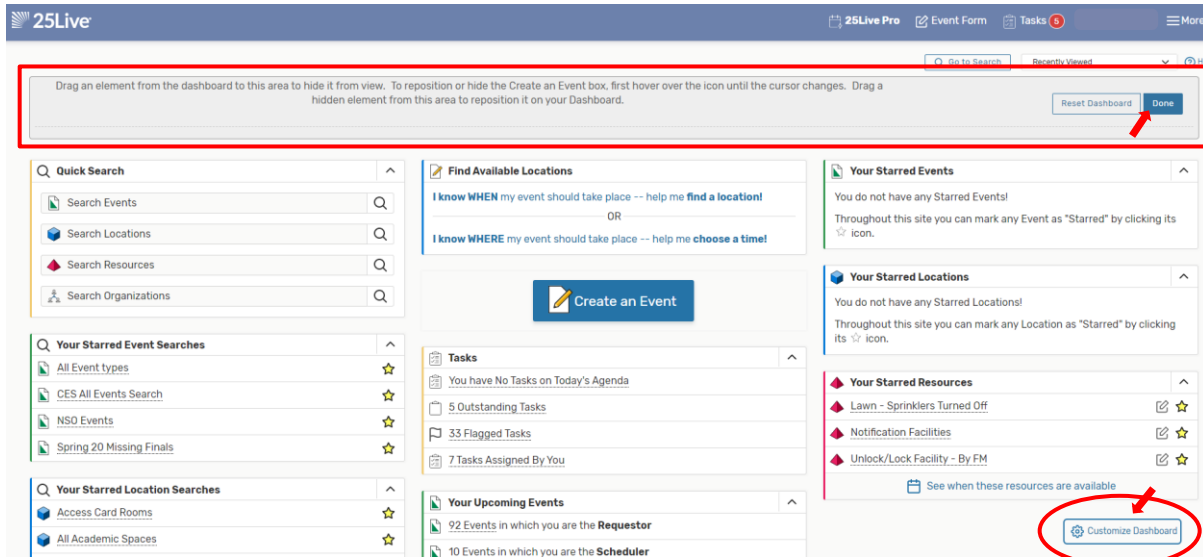 25Live
25Live Pro
Event Form
Tasks 5
More
Go to Search
Recently Viewed
Drag an element from the dashboard to this area to hide it from view. To reposition or hide the Create an Event box, first hover over the icon until the cursor changes. Drag a
hidden element from this area to reposition it on your Dashboard.
Reset Dashboard
Done
Quick Search
Search Events
Search Locations
Search Resources
Search Organizations
Your Starred Event Searches
All Event types
CES All Events Search
NSO Events
Spring 20 Missing Finals
Your Starred Location Searches
Access Card Rooms
All Academic Spaces
Find Available Locations
I know WHEN my event should take place -- help me find a location!
OR
I know WHERE my event should take place -- help me choose a time!
Create an Event
Tasks
You have No Tasks on Today's Agenda
5 Outstanding Tasks
33 Flagged Tasks
7 Tasks Assigned By You
Your Upcoming Events
92 Events in which you are the Requestor
10 Events in which you are the Scheduler
Your Starred Events
You do not have any Starred Events!
Throughout this site you can mark any Event as "Starred" by clicking its
icon.
Your Starred Locations
You do not have any Starred Locations!
Throughout this site you can mark any Location as "Starred" by clicking
its icon.
Your Starred Resources
Lawn - Sprinklers Turned Off
Notification Facilities
Unlock/Lock Facility - By FM
See when these resources are available
Customize Dashboard